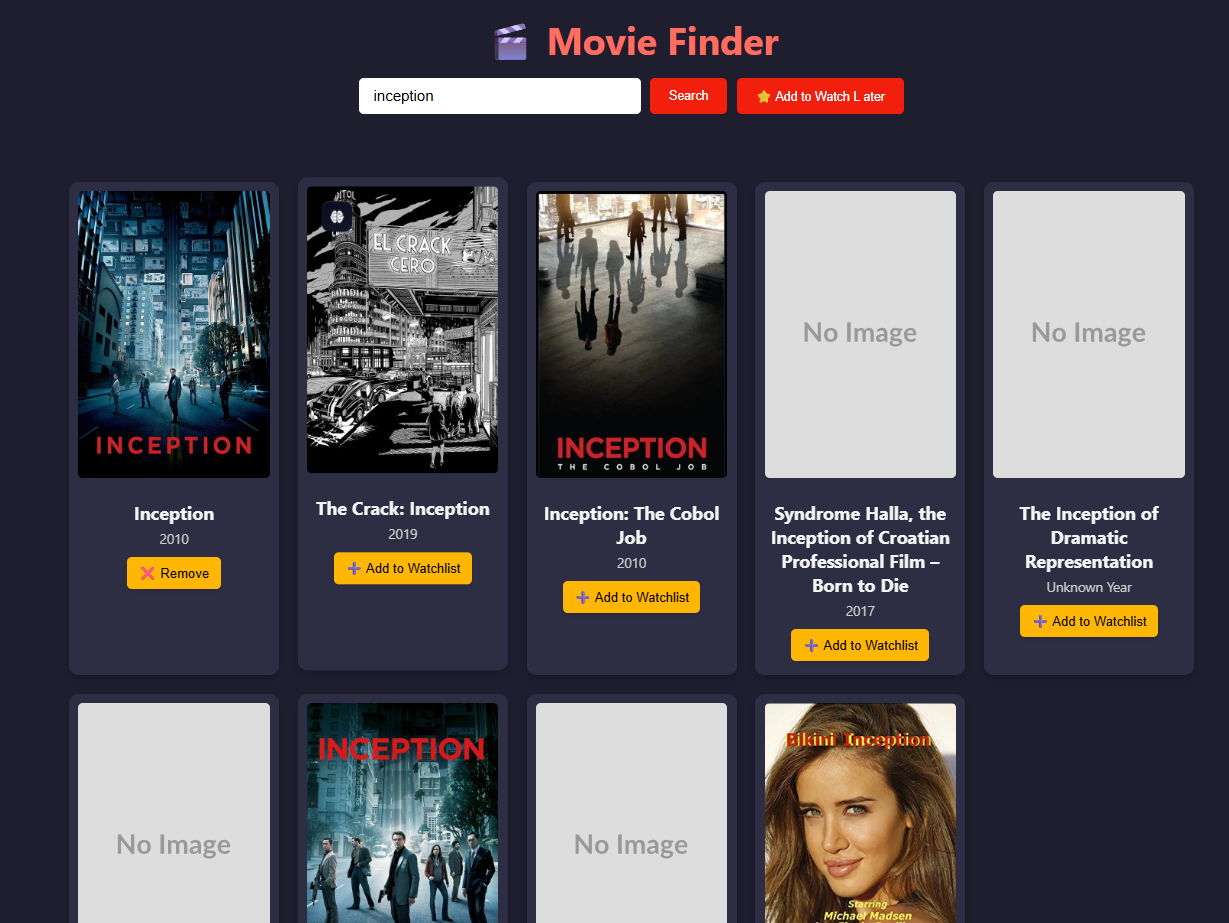 Movie Finder
inception
Search
Add to Watch Later
INCEPTION
Inception
2010
Remove
EL CRACK
CERO
The Crack: Inception
2019
Add to Watchlist
INCEPTION
THE COBOL JOB
Inception: The Cobol
Job
2010
Add to Watchlist
No Image
Syndrome Halla, the
Inception of Croatian
Professional Film –
Born to Die
2017
Add to Watchlist
No Image
The Inception of
Dramatic
Representation
Unknown Year
Add to Watchlist
No Image
INCEPTION
No Image
Bikini Inception
Starring
Michael Madsen